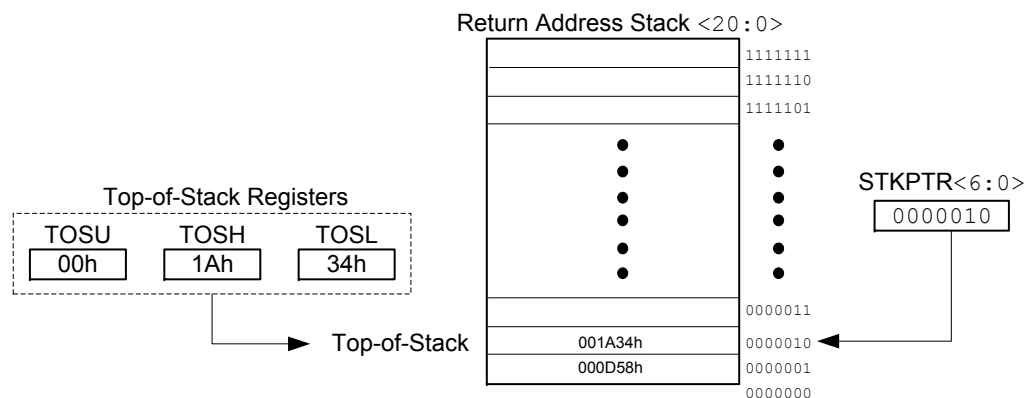 Return Address Stack <20:0>
1111111
1111110
1111101
STKPTR<6:0>
0000010
Top-of-Stack Registers
TOSU TOSH TOSL
00h 1Ah 34h
0000011
Top-of-Stack 001A34h 0000010
000D58h 0000001
0000000